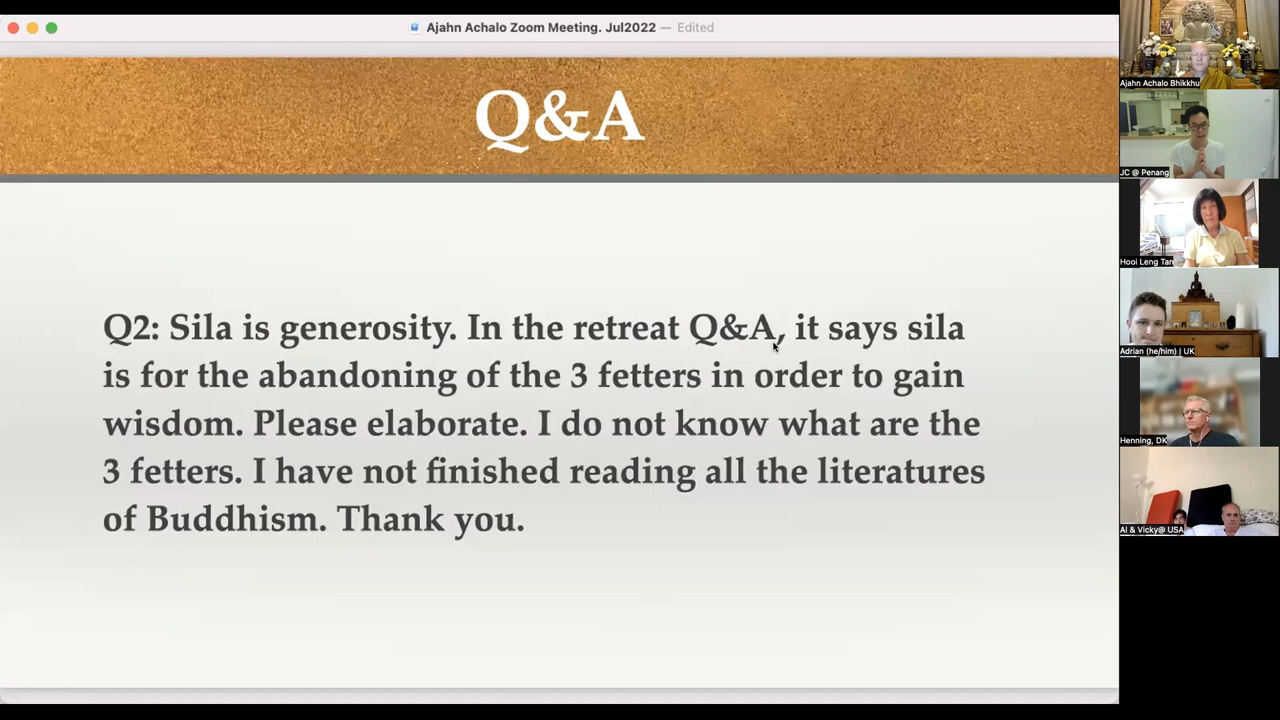 Ajahn Achalo Zoom Meeting. Jul2022 — Edited
Q&A
Q2: Sila is generosity. In the retreat Q&A, it says sila
is for the abandoning of the 3 fetters in order to gain
wisdom. Please elaborate. I do not know what are the
3 fetters. I have not finished reading all the literatures
of Buddhism. Thank you.
Ajahn Achalo Bhikkhu
JC @ Penang
Hooi Leng Tan
Adrian (he/him) | UK
Henning, DK
Al & Vicky@ USA